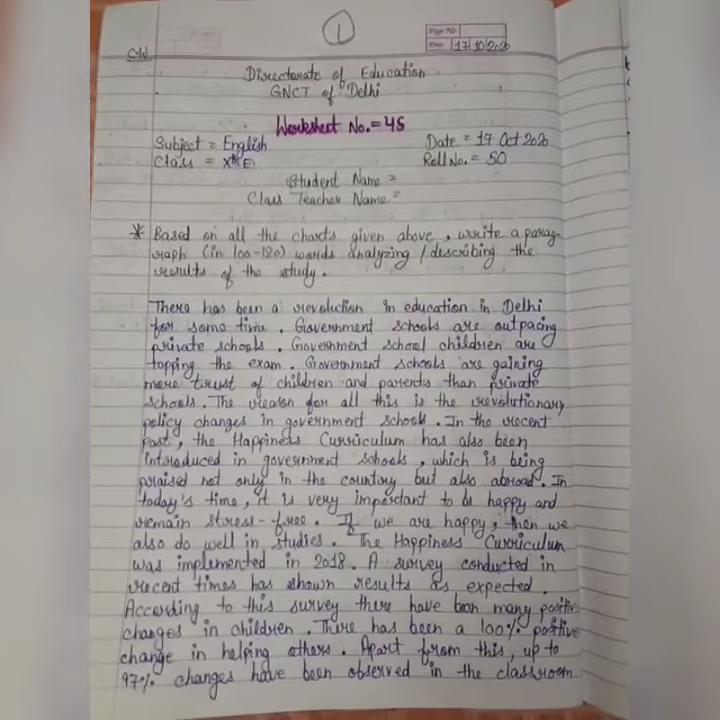 1
Page No:
Date: 17/10/2020
C.W
Directorate of Education
GNCT of Delhi
Worksheet No.= 45
Subject = English
Date = 17 Oct 2020
Class = Xth E
Roll No. = 50
Student Name =
Class Teacher Name =
* Based on all the charts given above, write a parag-
raph (in 100-120) words analyzing / describing the
results of the study.
There has been a revolution in education in Delhi
for some time. Government schools are outpacing
private schools. Government school children are
topping the exam. Government schools are gaining
more trust of children and parents than private
schools. The reason for all this is the revolutionary
policy changes in government schools. In the recent
past, the Happiness Curriculum has also been
introduced in government schools, which is being
praised not only in the country but also abroad. In
today's time, it is very important to be happy and
remain stress-free. If we are happy, then we
also do well in studies. The Happiness Curriculum
was implemented in 2018. A survey conducted in
recent times has shown results as expected.
According to this survey there have been many positive
changes in children. There has been a 100% positive
change in helping others. Apart from this, up to
97% changes have been observed in the classroom